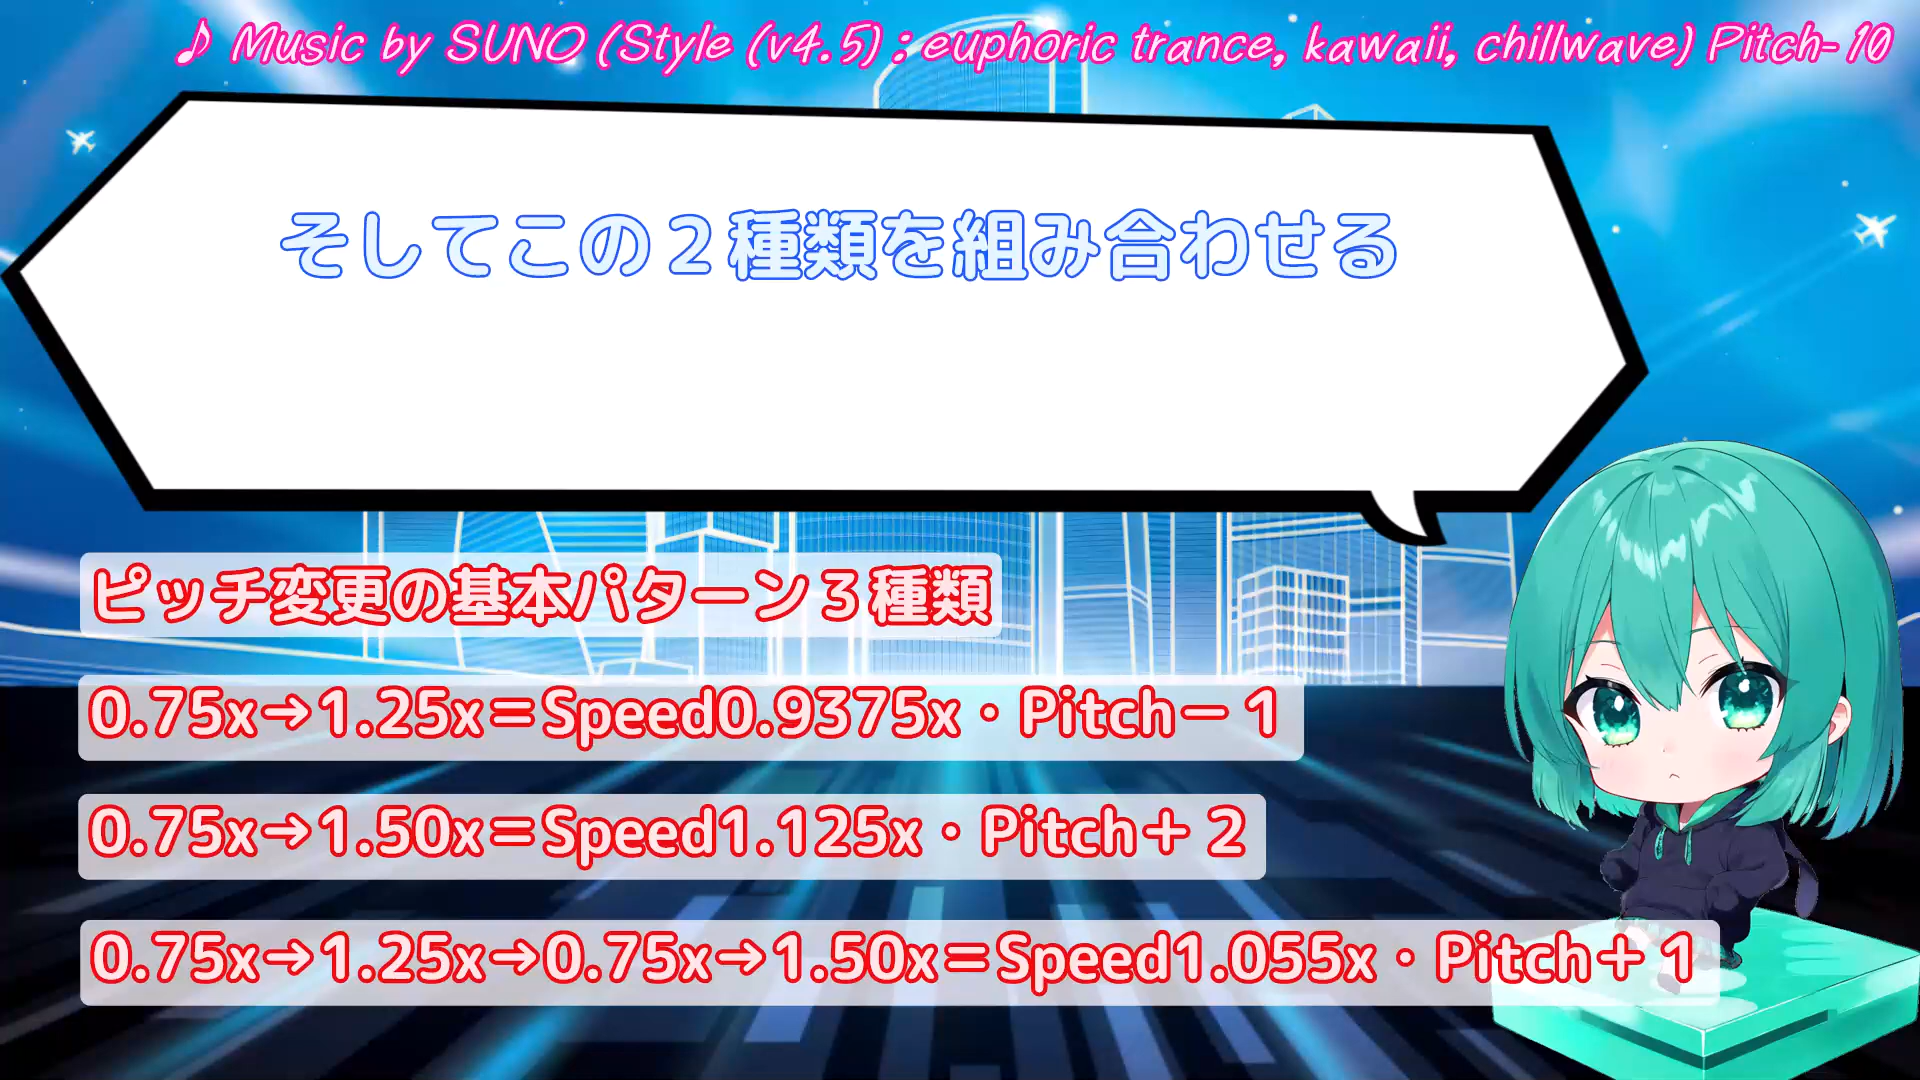 ♪ Music by SUNO (Style (v4.5) : euphoric trance, kawaii, chillwave) Pitch-10
そしてこの２種類を組み合わせる
ピッチ変更の基本パターン３種類
0.75x→1.25x＝Speed0.9375x・Pitch－１
0.75x→1.50x＝Speed1.125x・Pitch＋２
0.75x→1.25x→0.75x→1.50x＝Speed1.055x・Pitch＋１